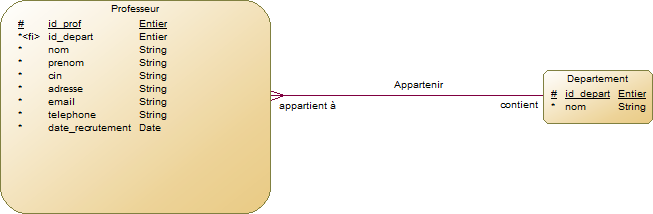 Professeur
# id_prof Entier
*<fi> id_depart Entier
* nom String
* prenom String
* cin String
* adresse String
* email String
* telephone String
* date_recrutement Date
Appartenir
appartient à contient
Departement
# id_depart Entier
* nom String